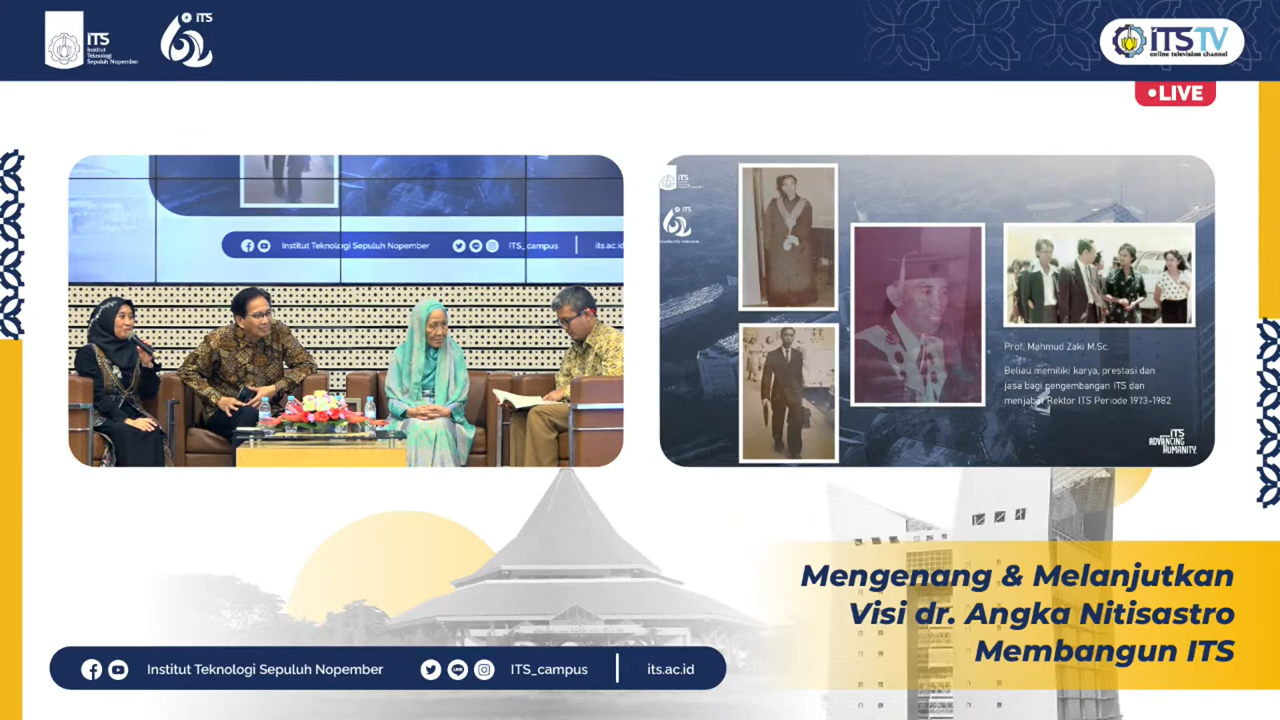 ITS
Institut
Teknologi
Sepuluh Nopember
ITS
iTSTV
online television channel
LIVE
Institut Teknologi Sepuluh Nopember
ITS_campus
its.ac.id
ITS
ITS
Prof. Mahmud Zaki M.Sc.
Beliau memiliki karya, prestasi dan
jasa bagi pengembangan ITS dan
menjabat Rektor ITS Periode 1973-1982
iTS
ADVANCING
HUMANITY.
Mengenang & Melanjutkan
Visi dr. Angka Nitisastro
Membangun ITS
Institut Teknologi Sepuluh Nopember
ITS_campus
its.ac.id